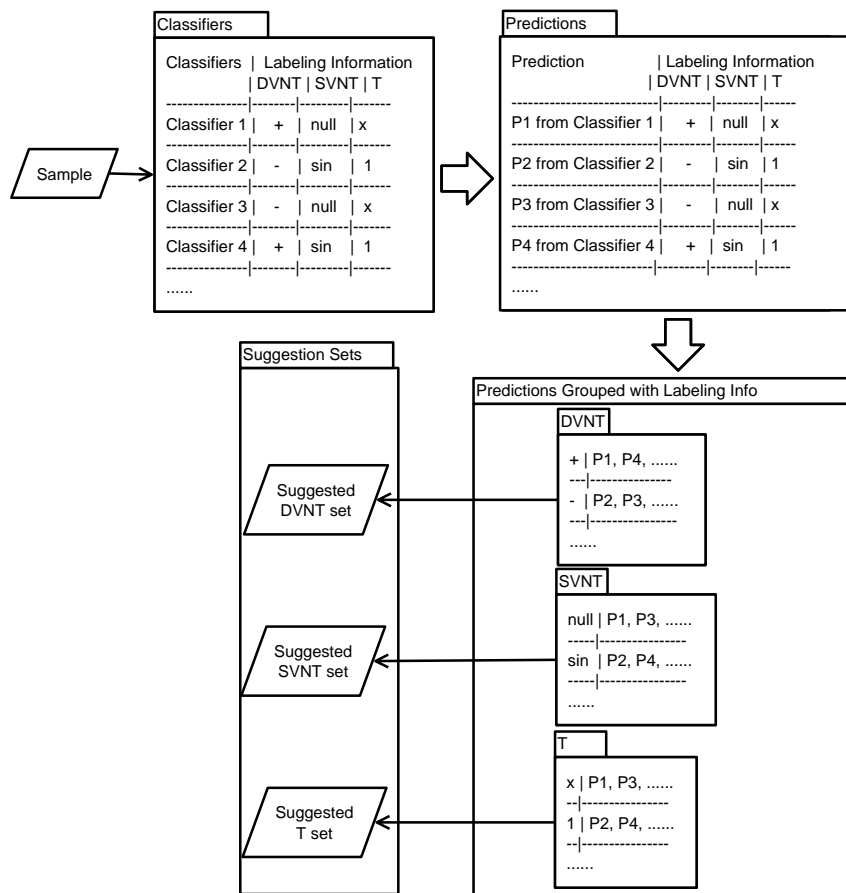 Classifiers
Classifiers | Labeling Information
| DVNT | SVNT | T
---------------|-------|--------|-------
Classifier 1 | + | null | x
---------------|-------|--------|-------
Classifier 2 | - | sin | 1
---------------|-------|--------|-------
Classifier 3 | - | null | x
---------------|-------|--------|-------
Classifier 4 | + | sin | 1
---------------|-------|--------|-------
......
Sample
Predictions
Prediction | Labeling Information
| DVNT | SVNT | T
--------------------------|--------|--------|-------
P1 from Classifier 1 | + | null | x
--------------------------|--------|--------|-------
P2 from Classifier 2 | - | sin | 1
--------------------------|--------|--------|-------
P3 from Classifier 3 | - | null | x
--------------------------|--------|--------|-------
P4 from Classifier 4 | + | sin | 1
--------------------------|--------|--------|-------
......
Suggestion Sets
Suggested
DVNT set
Suggested
SVNT set
Suggested
T set
Predictions Grouped with Labeling Info
DVNT
+ | P1, P4, ......
---|---------------
- | P2, P3, ......
---|----------------
......
SVNT
null | P1, P3, ......
-----|----------------
sin | P2, P4, ......
-----|----------------
......
T
x | P1, P3, ......
--|----------------
1 | P2, P4, ......
--|----------------
......